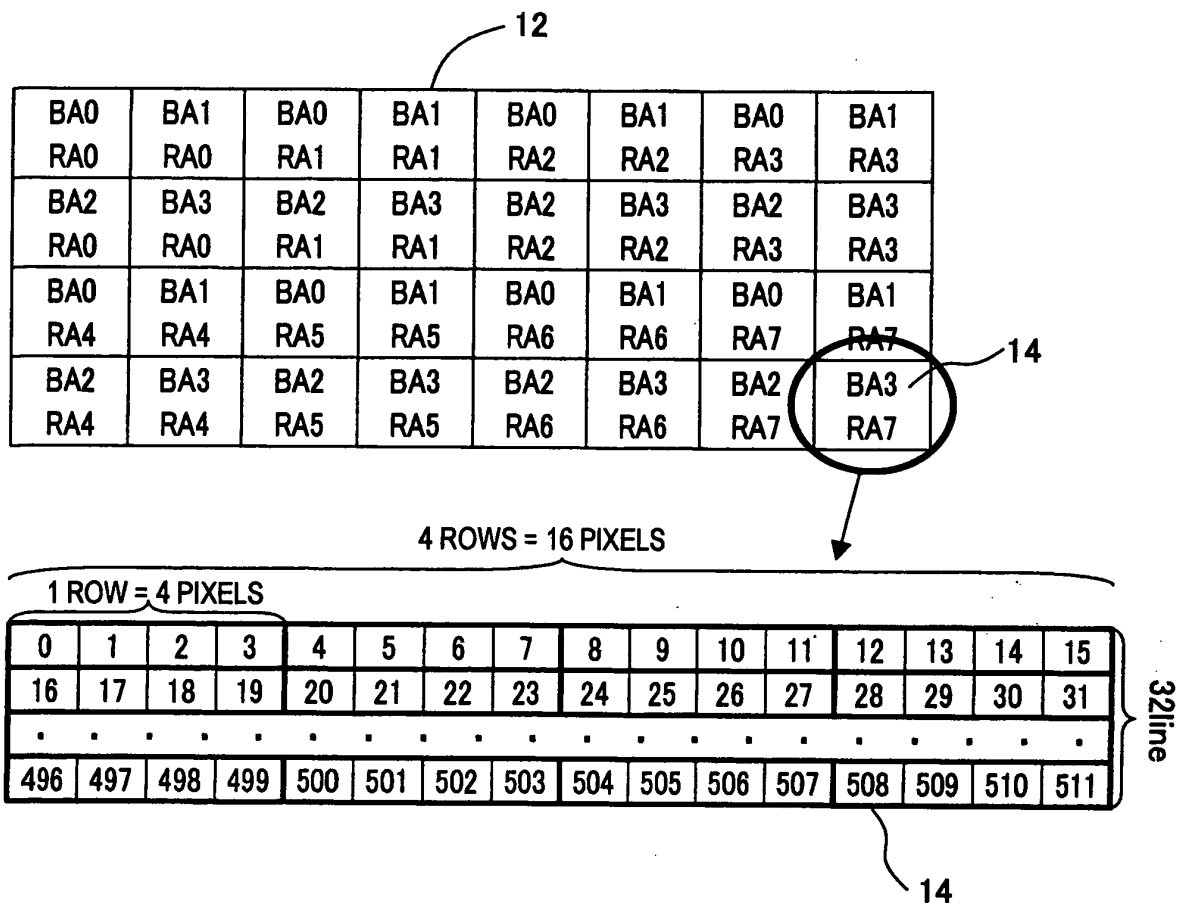 12
BA0 BA1 BA0 BA1 BA0 BA1 BA0 BA1
RA0 RA0 RA1 RA1 RA2 RA2 RA3 RA3
BA2 BA3 BA2 BA3 BA2 BA3 BA2 BA3
RA0 RA0 RA1 RA1 RA2 RA2 RA3 RA3
BA0 BA1 BA0 BA1 BA0 BA1 BA0 BA1
RA4 RA4 RA5 RA5 RA6 RA6 RA7 RA7
14
BA2 BA3 BA2 BA3 BA2 BA3 BA2 BA3
RA4 RA4 RA5 RA5 RA6 RA6 RA7 RA7
4 ROWS = 16 PIXELS
1 ROW = 4 PIXELS
0 1 2 3 4 5 6 7 8 9 10 11 12 13 14 15
16 17 18 19 20 21 22 23 24 25 26 27 28 29 30 31
. . . . . . . . . . . . . . . . . . . .
496 497 498 499 500 501 502 503 504 505 506 507 508 509 510 511
32line
14